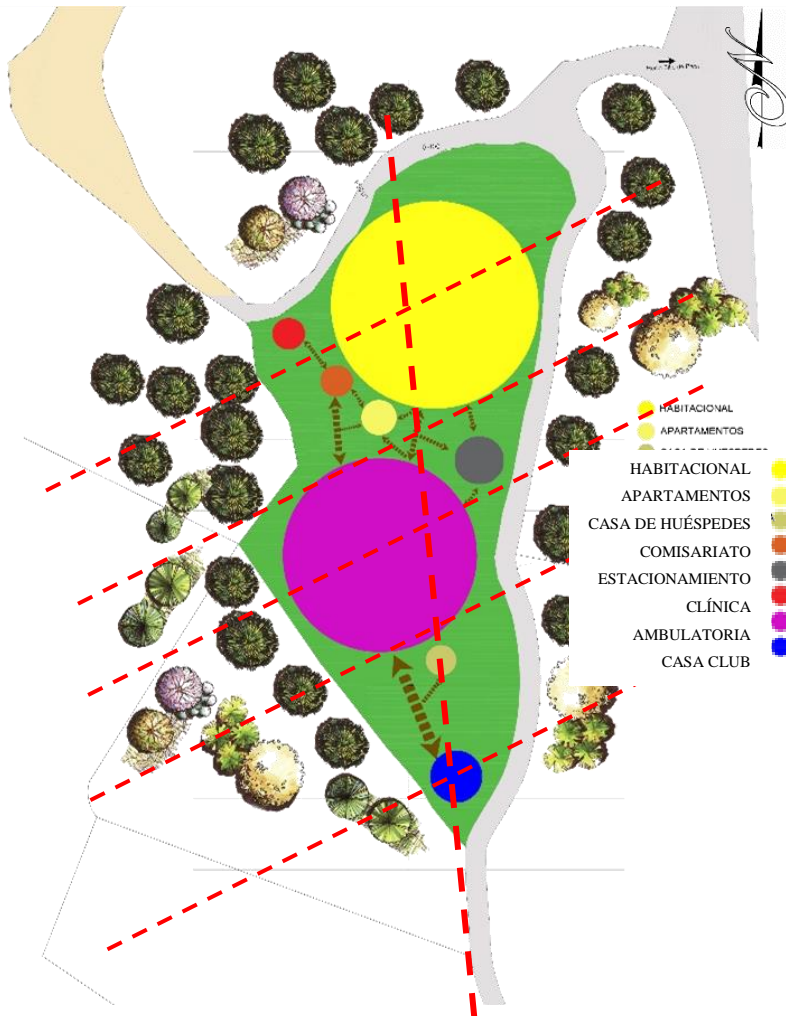 N
HABITACIONAL
APARTAMENTOS
HABITACIONAL
APARTAMENTOS
CASA DE HUÉSPEDES
COMISARIATO
ESTACIONAMIENTO
CLÍNICA
AMBULATORIA
CASA CLUB